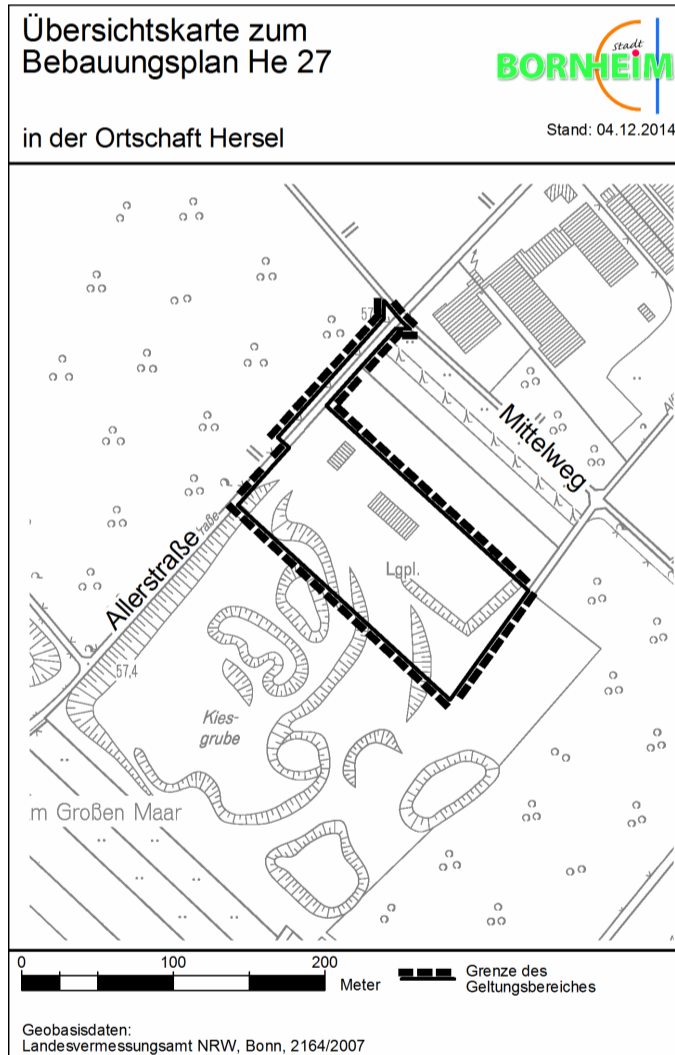 Übersichtskarte zum
Bebauungsplan He 27
in der Ortschaft Hersel
Stadt
BORNHEiM
Stand: 04.12.2014
Mittelweg
Allerstraße
raße
Lgpl.
57,4
Kies-
grube
m Großen Maar
0 100 200
Meter
Grenze des
Geltungsbereiches
Geobasisdaten:
Landesvermessungsamt NRW, Bonn, 2164/2007